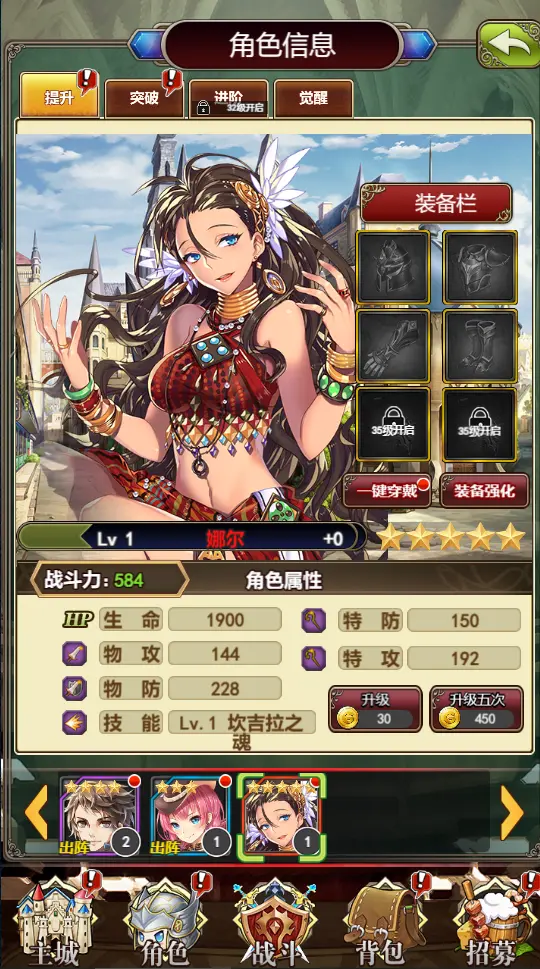 角色信息
提升
突破
进阶
32级开启
觉醒
装备栏
35级开启
35级开启
一键穿戴
装备强化
Lv 1
娜尔
+0
战斗力:584
角色属性
HP 生 命 1900
特 防 150
物 攻 144
特 攻 192
物 防 228
升级
30
升级五次
450
技 能 Lv.1 坎吉拉之
魂
出阵
2
出阵
1
1
主城
角色
战斗
背包
招募